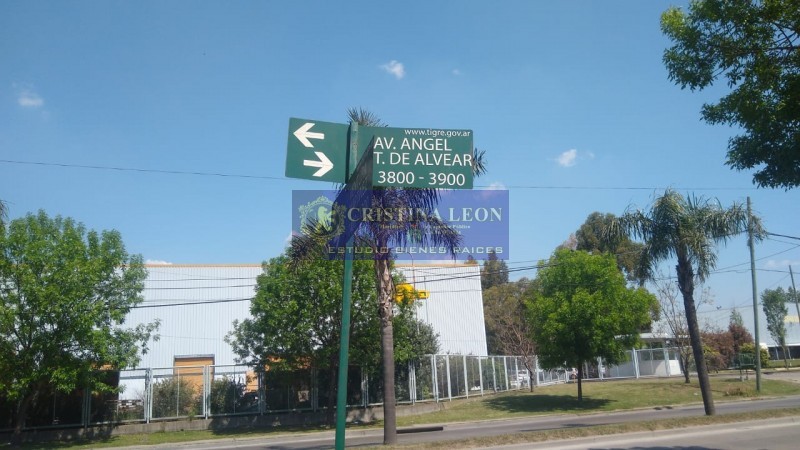 www.tigre.gov.ar
AV. ANGEL
T. DE ALVEAR
3800 - 3900
CRISTINA LEON
ESTUDIO BIENES RAICES